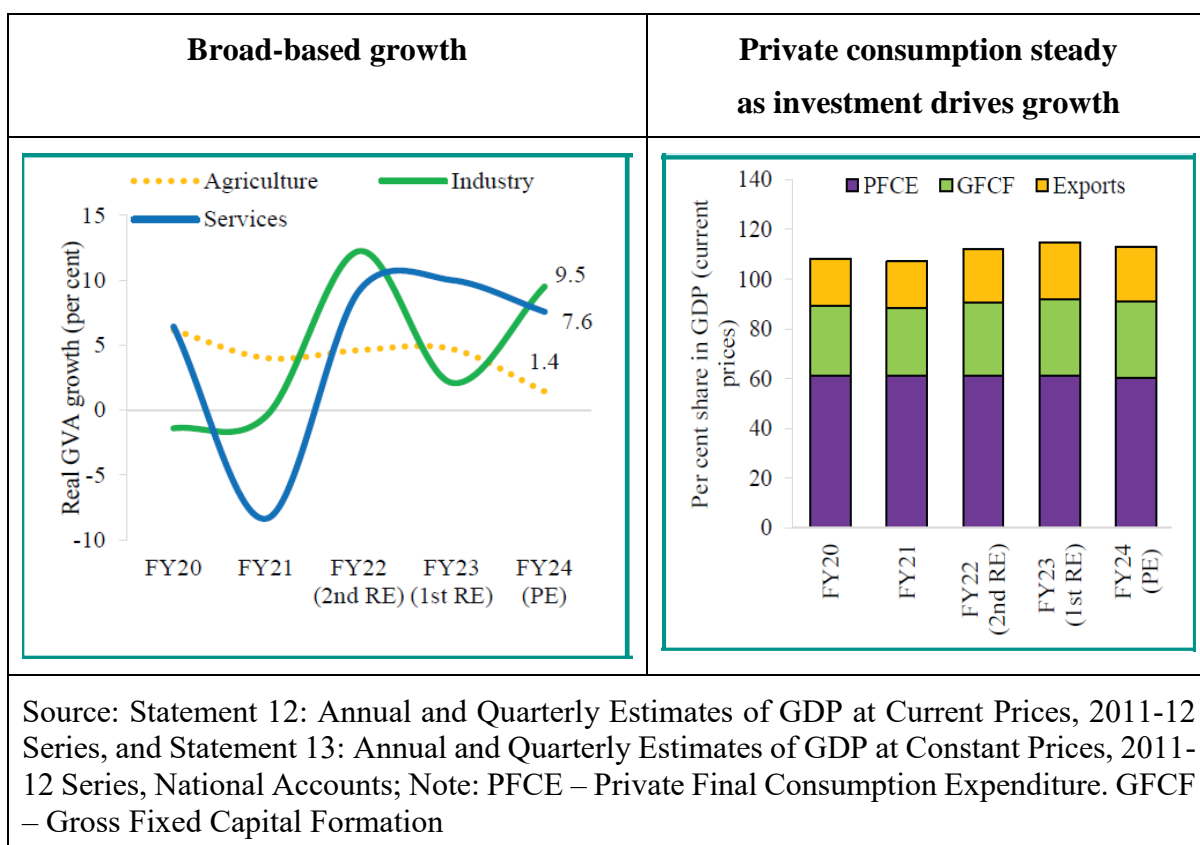 Broad-based growth
Private consumption steady
as investment drives growth
Agriculture
Industry
Services
Real GVA growth (per cent)
15
10
5
0
-5
-10
9.5
7.6
1.4
FY20
FY21
FY22
(2nd RE)
FY23
(1st RE)
FY24
(PE)
PFCE
GFCF
Exports
Per cent share in GDP (current
prices)
140
120
100
80
60
40
20
0
FY20
FY21
FY22
(2nd RE)
FY23
(1st RE)
FY24
(PE)
Source: Statement 12: Annual and Quarterly Estimates of GDP at Current Prices, 2011-12
Series, and Statement 13: Annual and Quarterly Estimates of GDP at Constant Prices, 2011-
12 Series, National Accounts; Note: PFCE – Private Final Consumption Expenditure. GFCF
– Gross Fixed Capital Formation